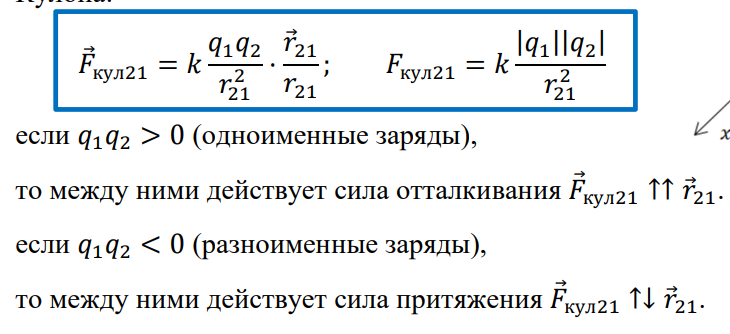 Кулона.
F⃗кул21 = k q₁q₂/r₂₁² · r⃗₂₁/r₂₁; Fкул21 = k |q₁||q₂|/r₂₁²
если q₁q₂ > 0 (одноименные заряды),
x
то между ними действует сила отталкивания F⃗кул21 ↑↑ r⃗₂₁.
если q₁q₂ < 0 (разноименные заряды),
то между ними действует сила притяжения F⃗кул21 ↑↓ r⃗₂₁.